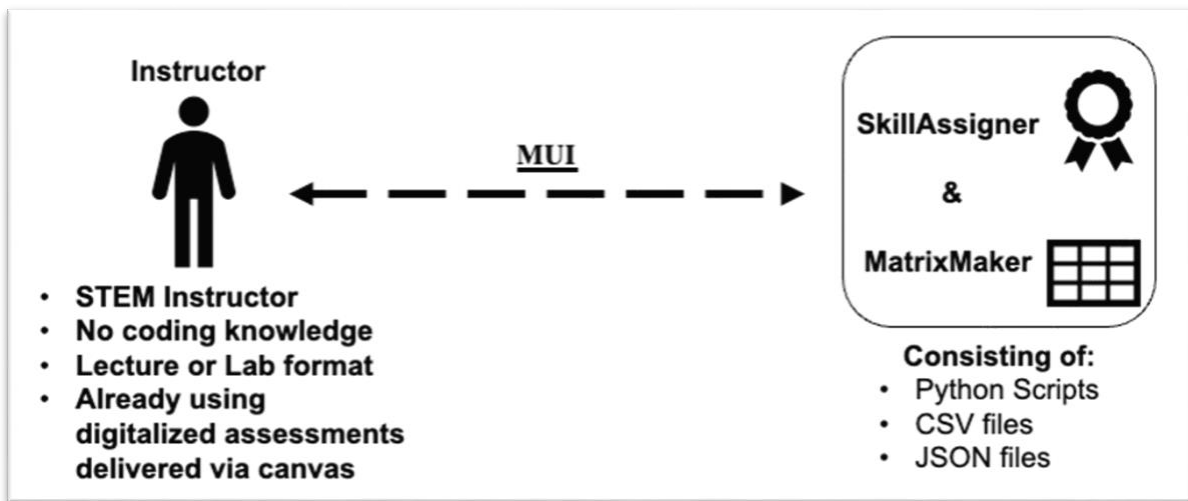 Instructor
• STEM Instructor
• No coding knowledge
• Lecture or Lab format
• Already using
digitalized assessments
delivered via canvas
MUI
SkillAssigner
&
MatrixMaker
Consisting of:
• Python Scripts
• CSV files
• JSON files